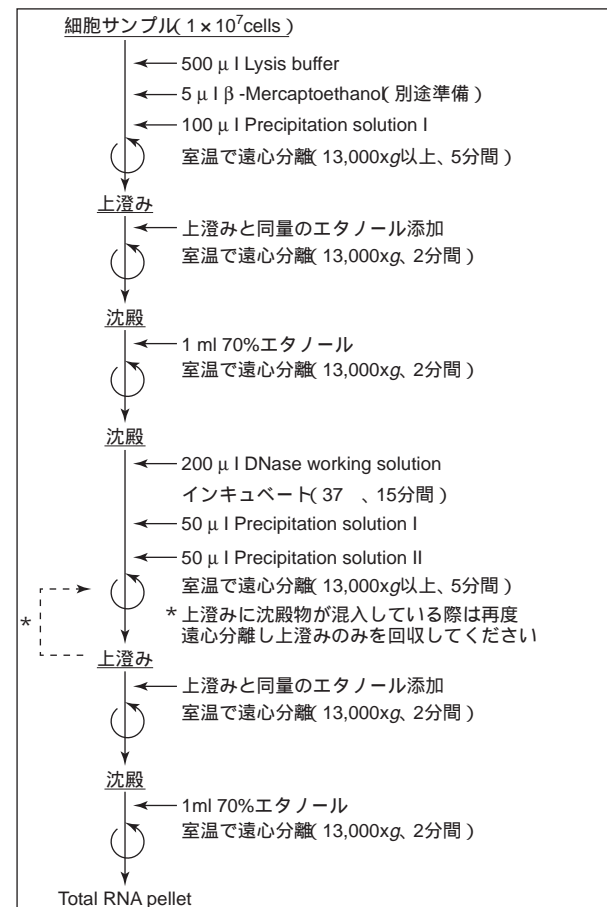 細胞サンプル( 1 × 10⁷cells )
500 μ l Lysis buffer
5 μ l β -Mercaptoethanol( 別途準備 )
100 μ l Precipitation solution I
室温で遠心分離( 13,000xg以上、5分間 )
上澄み
上澄みと同量のエタノール添加
室温で遠心分離( 13,000xg、2分間 )
沈殿
1 ml 70%エタノール
室温で遠心分離( 13,000xg、2分間 )
沈殿
200 μ l DNase working solution
インキュベート( 37 、15分間 )
50 μ l Precipitation solution I
50 μ l Precipitation solution II
室温で遠心分離( 13,000xg以上、5分間 )
* 上澄みに沈殿物が混入している際は再度
遠心分離し上澄みのみを回収してください
*
上澄み
上澄みと同量のエタノール添加
室温で遠心分離( 13,000xg、2分間 )
沈殿
1ml 70%エタノール
室温で遠心分離( 13,000xg、2分間 )
Total RNA pellet